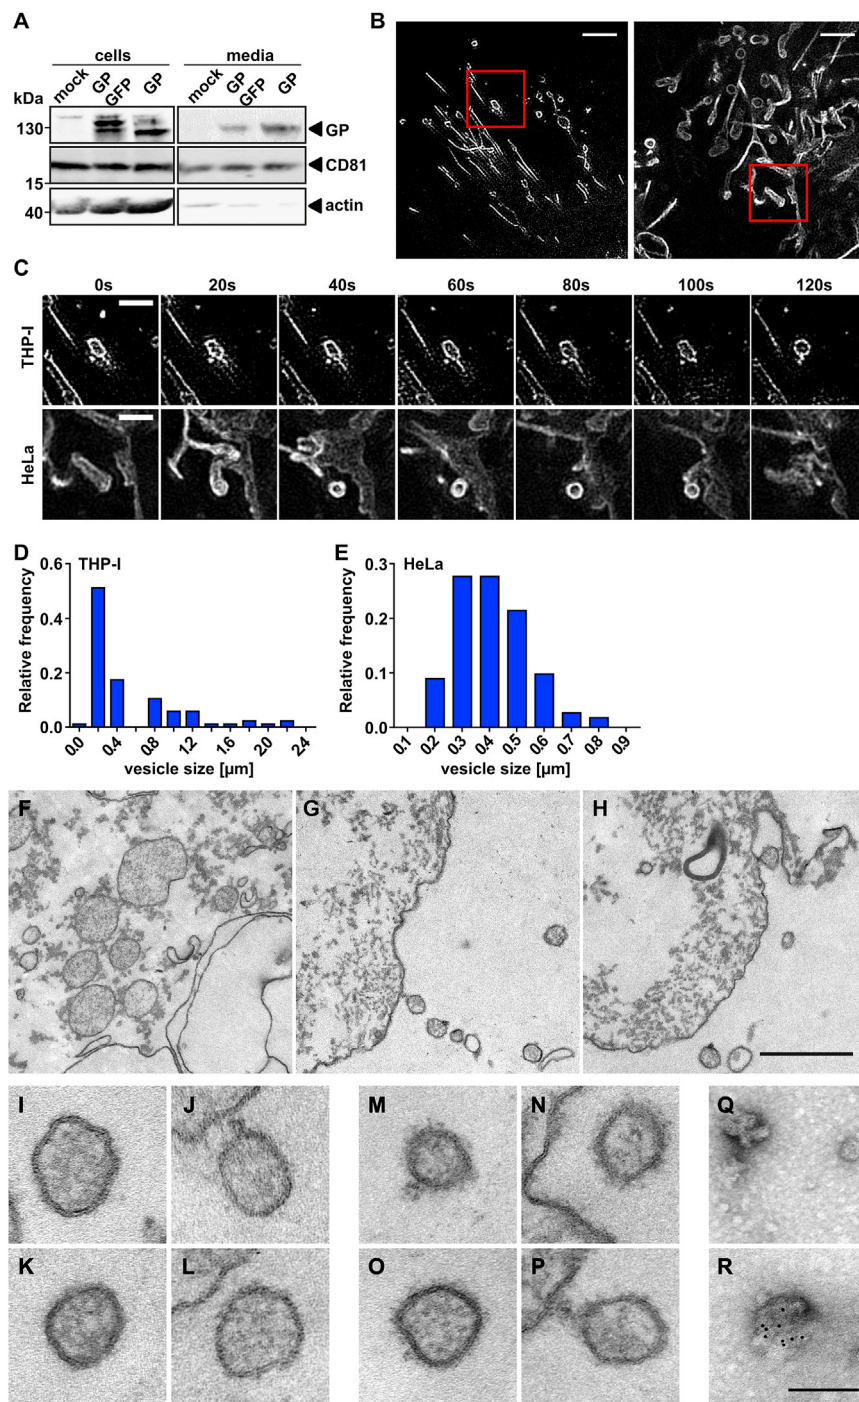 A
cells media
mock GP GFP GP mock GP GFP GP
kDa
130
GP
CD81
15
40
actin
B
C
0s 20s 40s 60s 80s 100s 120s
THP-I
HeLa
D
THP-I
Relative frequency
0.6
0.4
0.2
0.0
0.0 0.4 0.8 1.2 1.6 2.0 2.4
vesicle size [µm]
E
HeLa
Relative frequency
0.3
0.2
0.1
0.0
0.1 0.2 0.3 0.4 0.5 0.6 0.7 0.8 0.9
vesicle size [µm]
F G H
I J M N Q
K L O P R